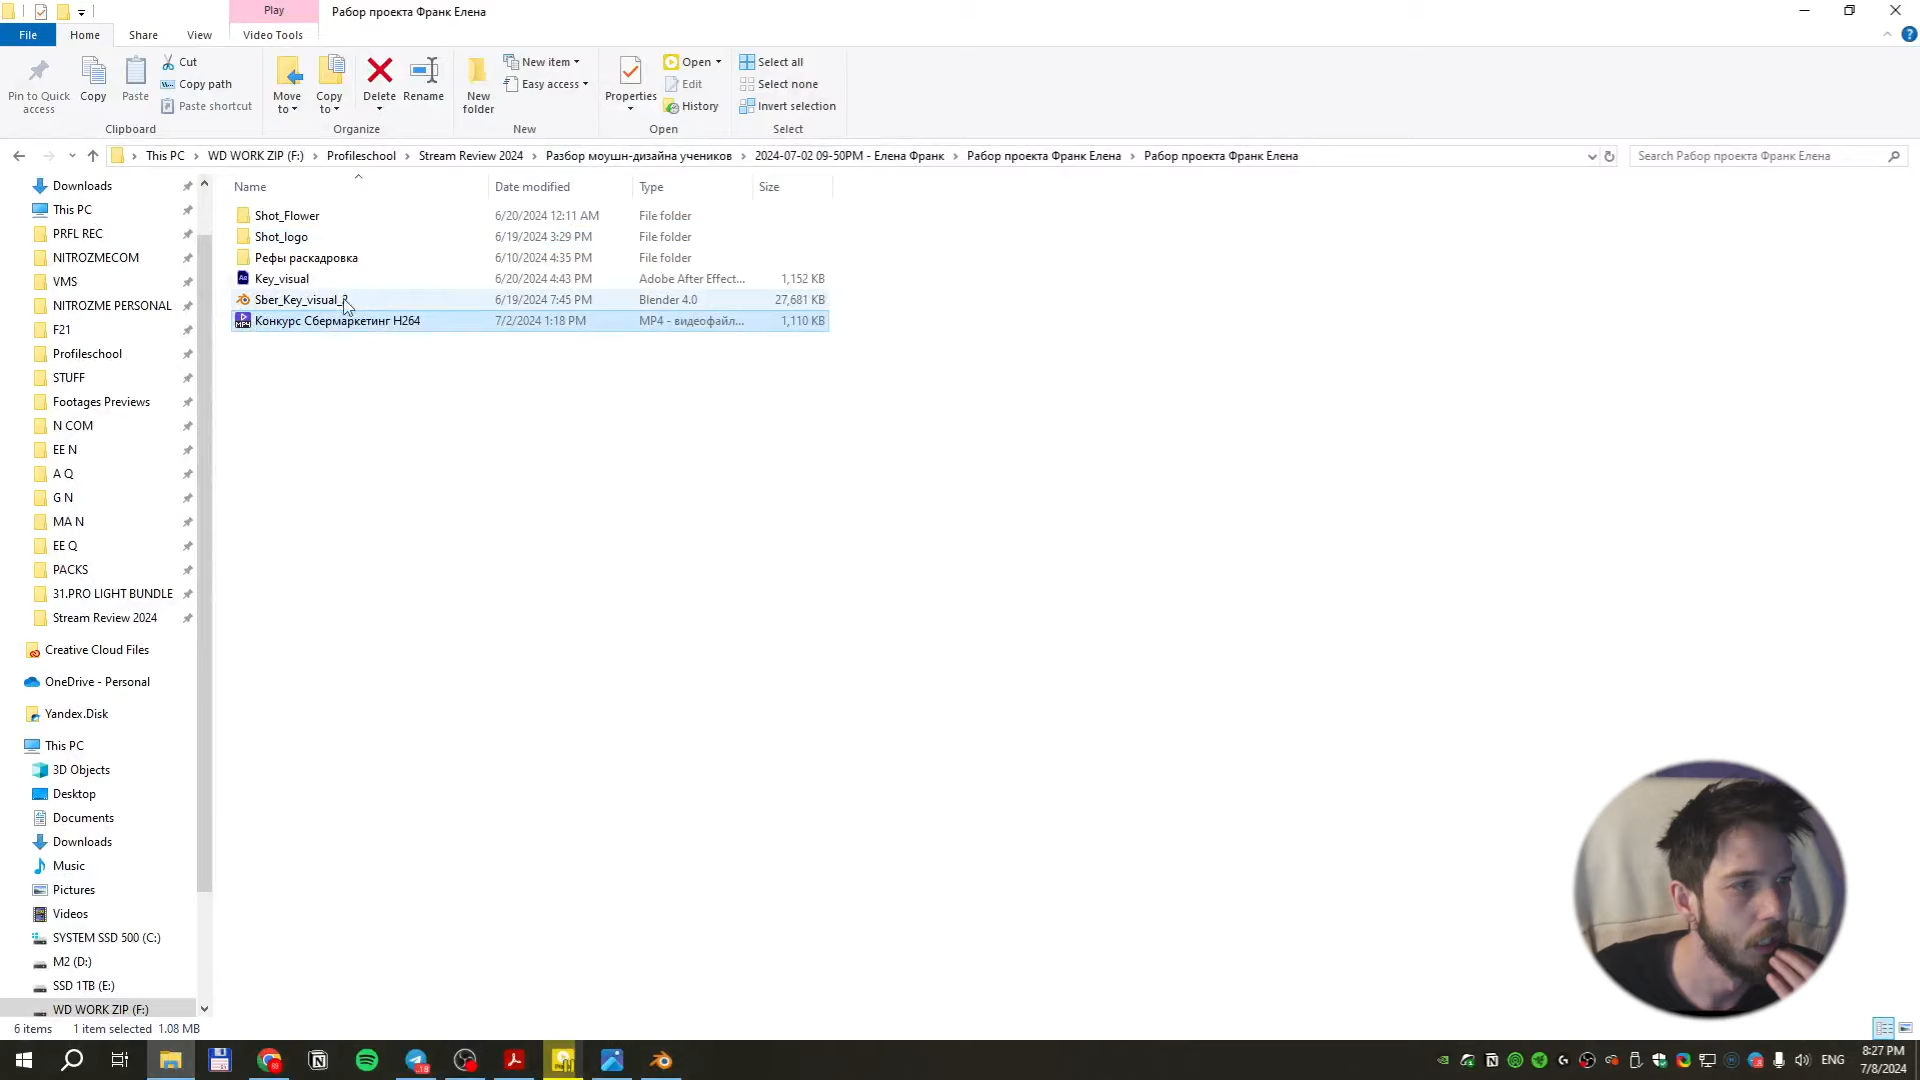 Play
Рабор проекта Франк Елена
File
Home
Share
View
Video Tools
Pin to Quick access
Copy
Paste
Cut
Copy path
Paste shortcut
Clipboard
Move to
Copy to
Delete
Rename
Organize
New folder
New item
Easy access
New
Properties
Open
Edit
History
Open
Select all
Select none
Invert selection
Select
This PC
WD WORK ZIP (F:)
Profileschool
Stream Review 2024
Разбор моушн-дизайна учеников
2024-07-02 09-50PM - Елена Франк
Рабор проекта Франк Елена
Рабор проекта Франк Елена
Search Рабор проекта Франк Елена
Name
Date modified
Type
Size
Shot_Flower 6/20/2024 12:11 AM File folder
Shot_logo 6/19/2024 3:29 PM File folder
Рефы раскадровка 6/10/2024 4:35 PM File folder
Key_visual 6/20/2024 4:43 PM Adobe After Effect... 1,152 KB
Sber_Key_visual_ 6/19/2024 7:45 PM Blender 4.0 27,681 KB
Конкурс Сбермаркетинг H264 7/2/2024 1:18 PM MP4 - видеофайл... 1,110 KB
Downloads
This PC
PRFL REC
NITROZMECOM
VMS
NITROZME PERSONAL
F21
Profileschool
STUFF
Footages Previews
N COM
EE N
A Q
G N
MA N
EE Q
PACKS
31.PRO LIGHT BUNDLE
Stream Review 2024
Creative Cloud Files
OneDrive - Personal
Yandex.Disk
This PC
3D Objects
Desktop
Documents
Downloads
Music
Pictures
Videos
SYSTEM SSD 500 (C:)
M2 (D:)
SSD 1TB (E:)
WD WORK ZIP (F:)
6 items
1 item selected 1.08 MB
ENG
8:27 PM
7/8/2024